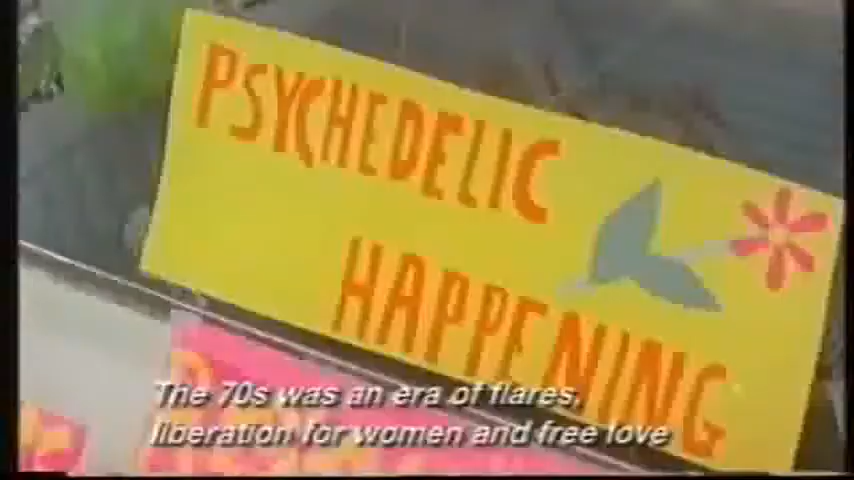 PSYCHEDELIC
HAPPENING
The 70s was an era of flares,
liberation for women and free love